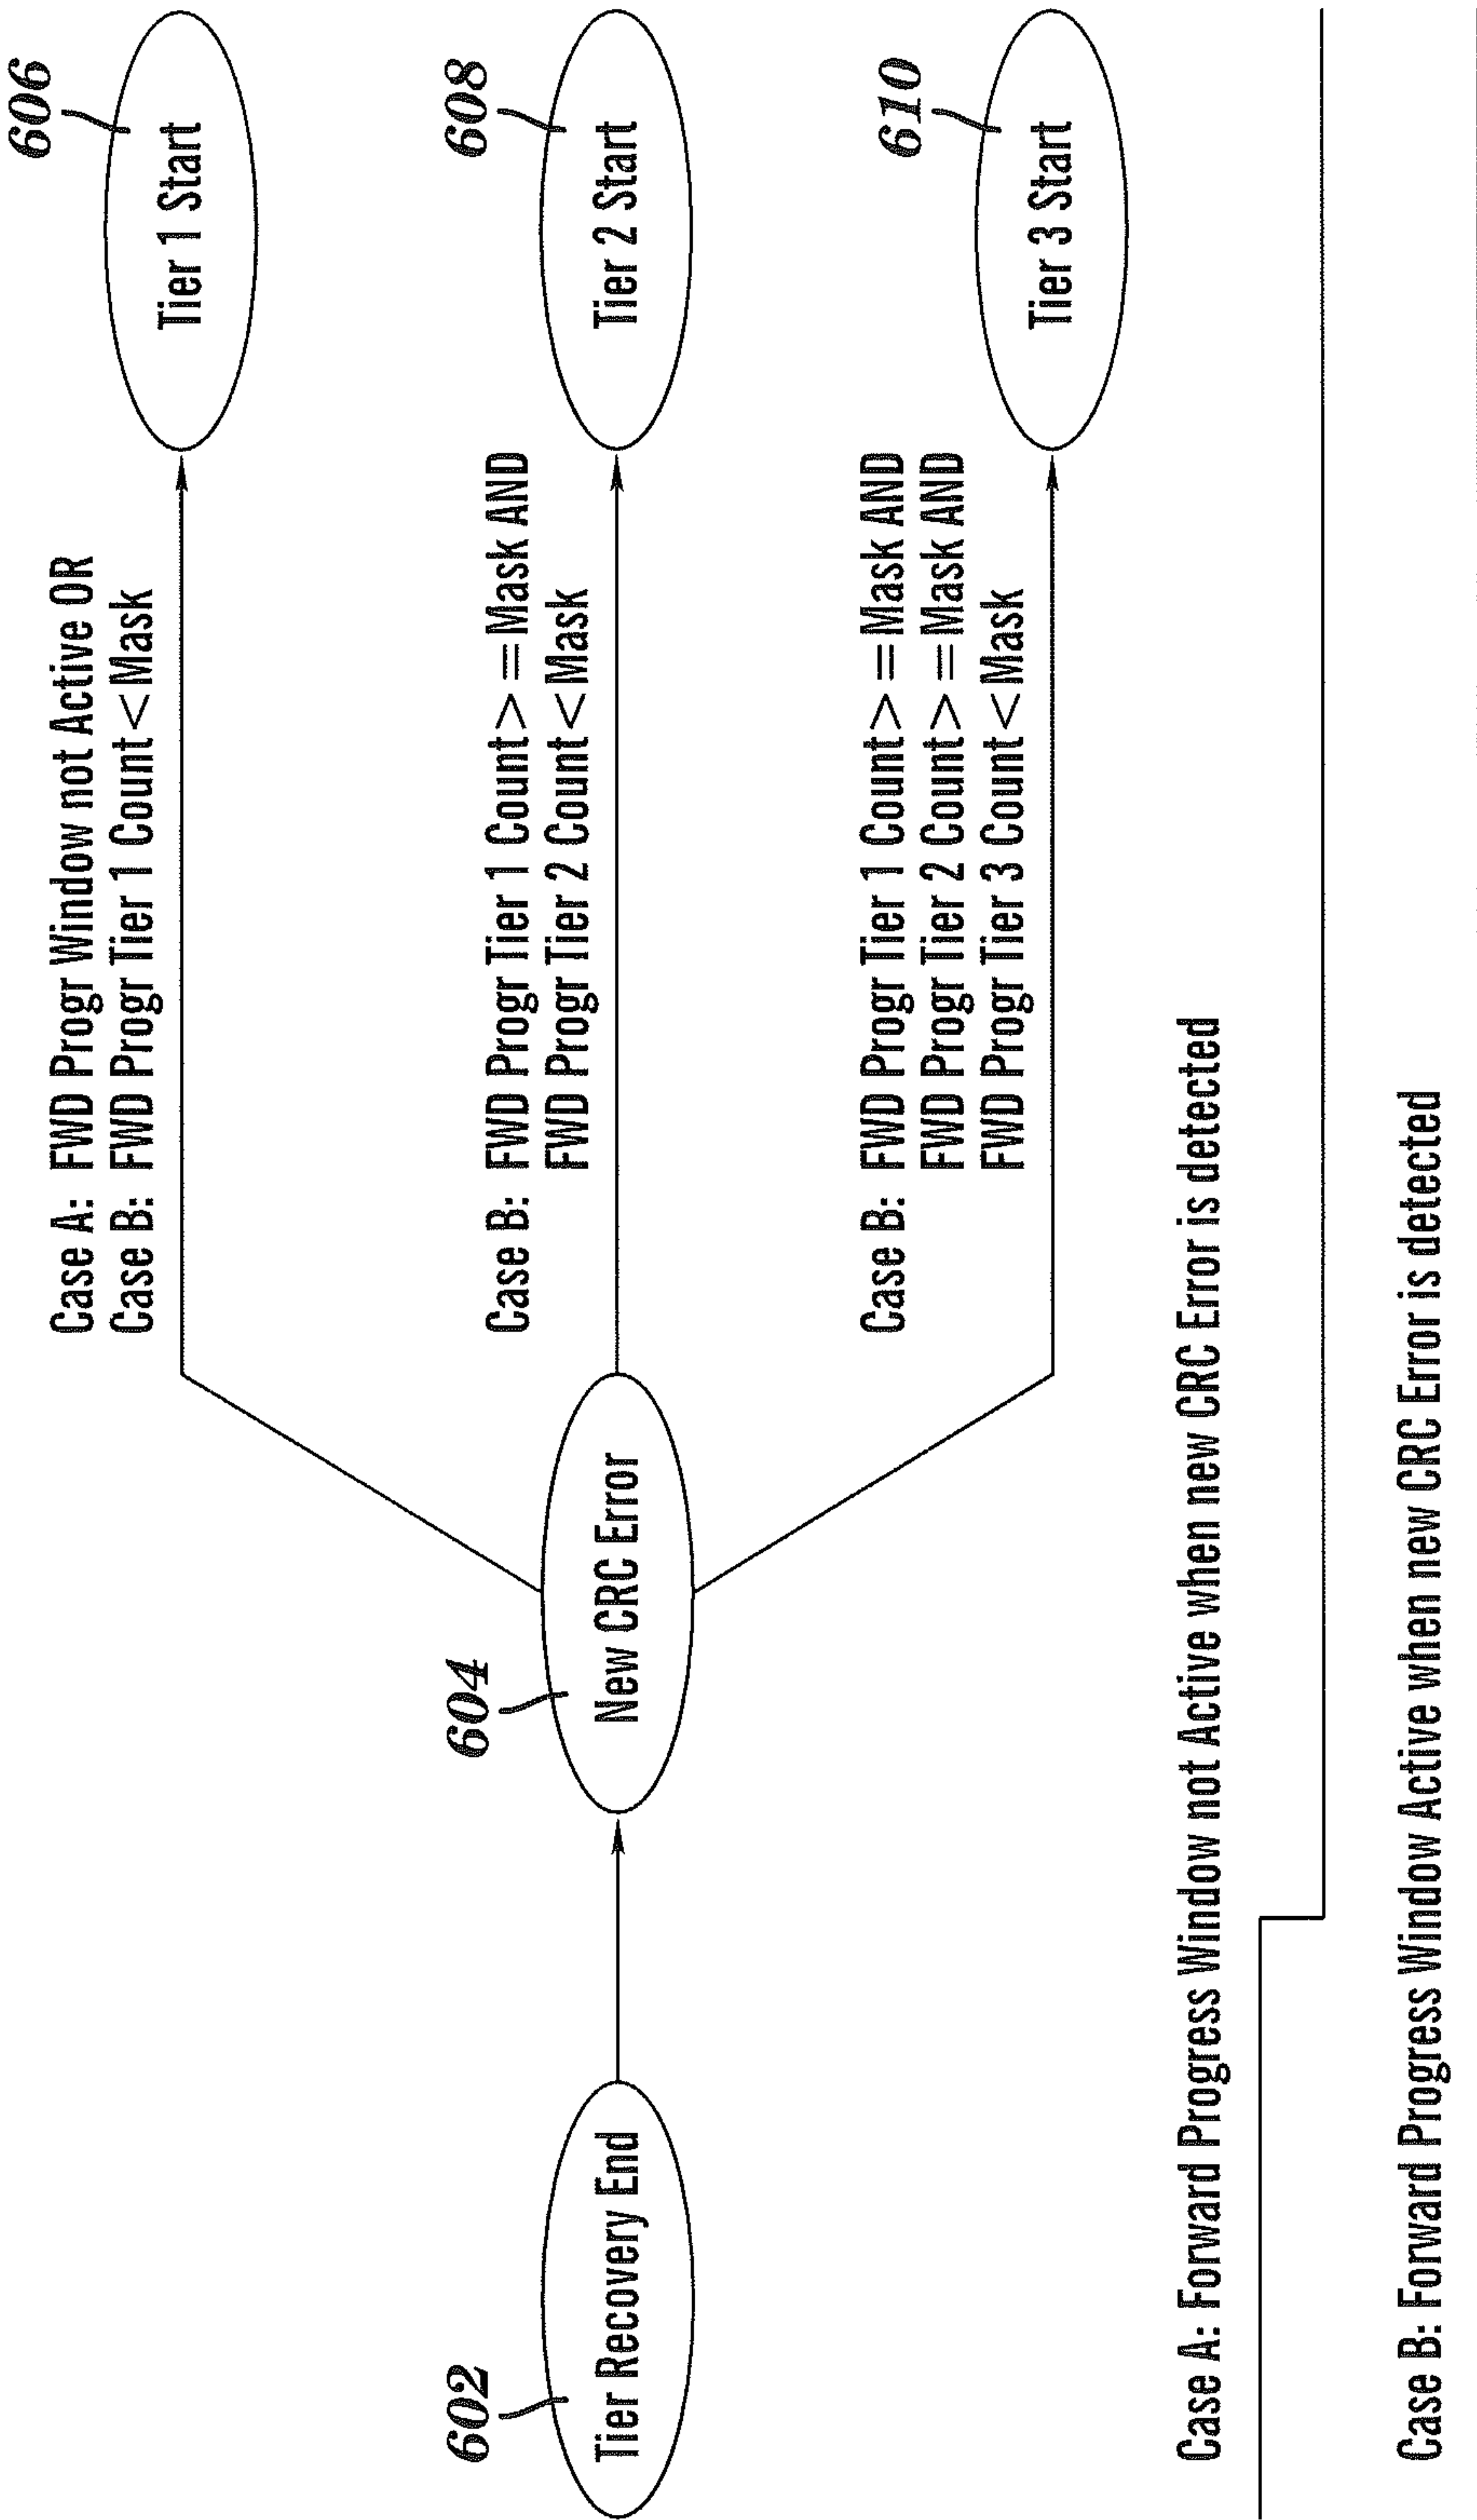 606
Case A: FWD Progr Window not Active OR
Case B: FWD Progr Tier 1 Count<Mask
Tier 1 Start
602
Tier Recovery End
604
New CRC Error
Case B: FWD Progr Tier 1 Count>=Mask AND
FWD Progr Tier 2 Count<Mask
608
Tier 2 Start
Case B: FWD Progr Tier 1 Count>=Mask AND
FWD Progr Tier 2 Count>=Mask AND
FWD Progr Tier 3 Count<Mask
610
Tier 3 Start
Case A: Forward Progress Window not Active when new CRC Error is detected
Case B: Forward Progress Window Active when new CRC Error is detected